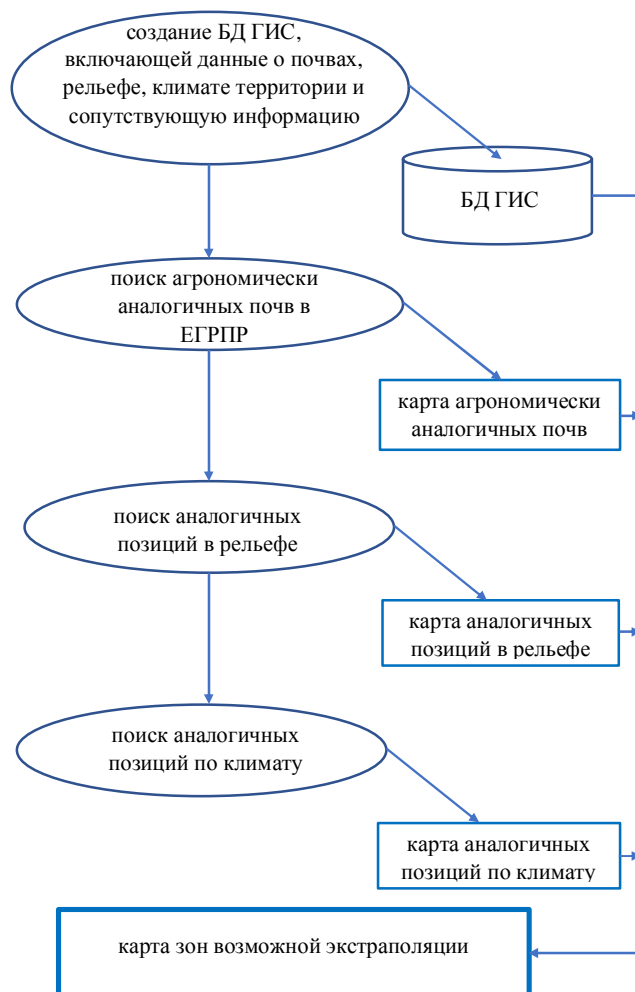 создание БД ГИС,
включающей данные о почвах,
рельефе, климате территории и
сопутствующую информацию
БД ГИС
поиск агрономически
аналогичных почв в
ЕГРПР
карта агрономически
аналогичных почв
поиск аналогичных
позиций в рельефе
карта аналогичных
позиций в рельефе
поиск аналогичных
позиций по климату
карта аналогичных
позиций по климату
карта зон возможной экстраполяции